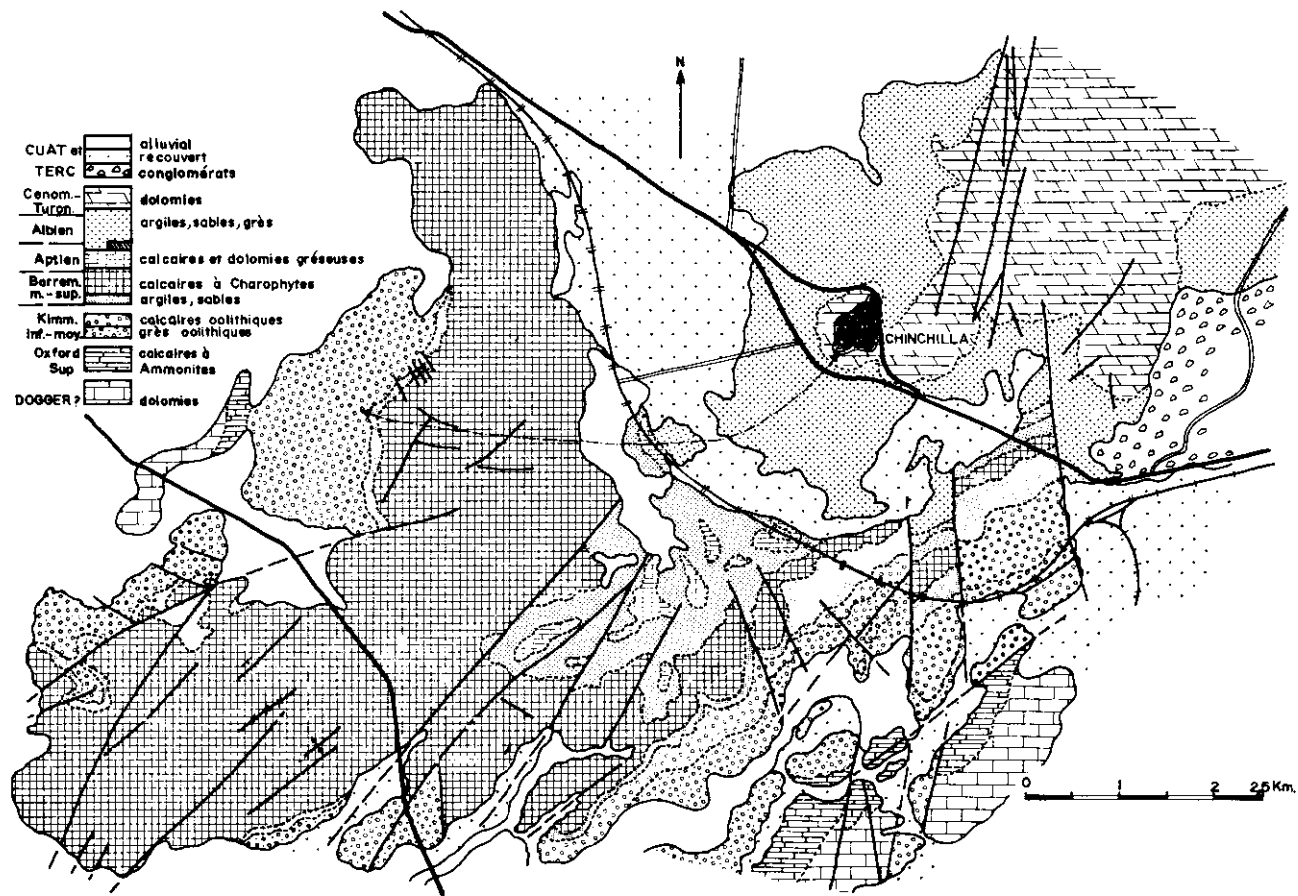 N
CUAT et
TERC
alluvial
recouvert
conglomérats
Cenom.-
Turon.
dolomies
Albien
argiles, sables, grès
Aptien
calcaires et dolomies gréseuses
Barrem.
m.-sup.
calcaires à Charophytes
argiles, sables
Kimm.
inf.-moy
calcaires oolithiques
grès oolithiques
Oxford
Sup
calcaires à
Ammonites
DOGGER ?
dolomies
CHINCHILLA
0 1 2 2,5 Km.